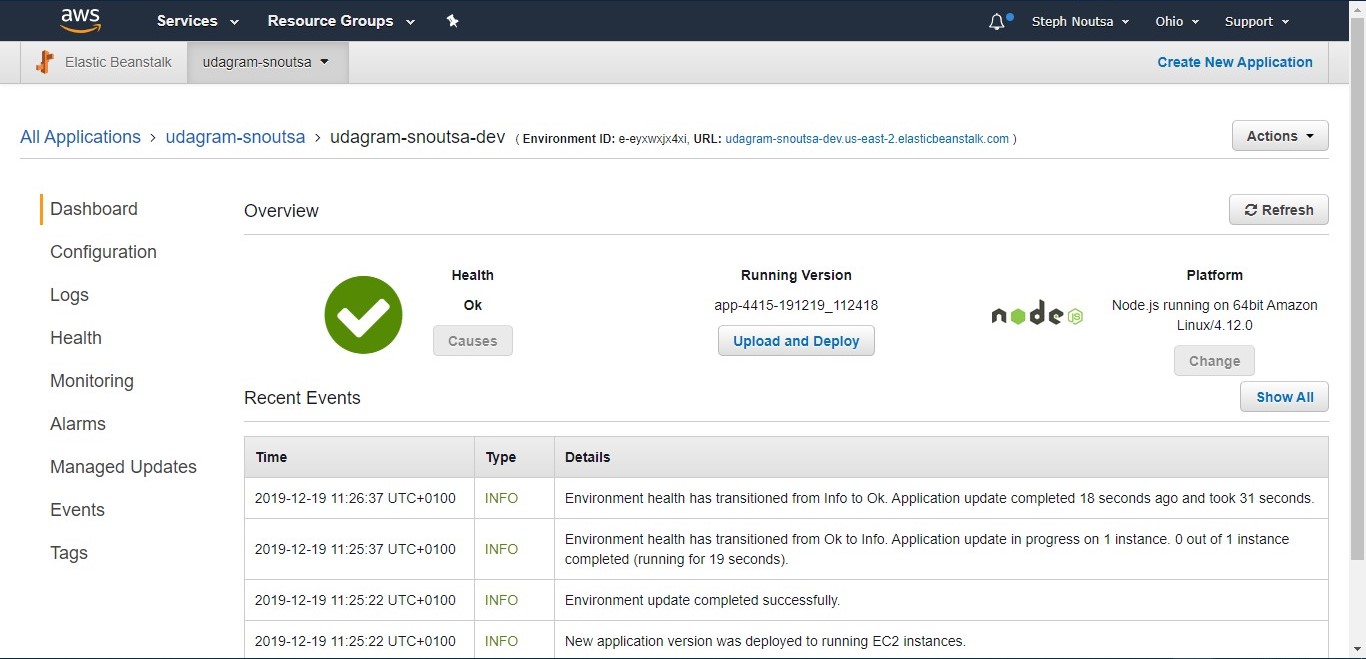 aws Services Resource Groups Steph Noutsa Ohio Support
Elastic Beanstalk udagram-snoutsa Create New Application
All Applications > udagram-snoutsa > udagram-snoutsa-dev ( Environment ID: e-eyxwxjx4xi, URL: udagram-snoutsa-dev.us-east-2.elasticbeanstalk.com ) Actions
Dashboard
Configuration
Logs
Health
Monitoring
Alarms
Managed Updates
Events
Tags
Overview Refresh
Health
Ok
Causes
Running Version
app-4415-191219_112418
Upload and Deploy
node JS
Platform
Node.js running on 64bit Amazon
Linux/4.12.0
Change
Recent Events Show All
Time Type Details
2019-12-19 11:26:37 UTC+0100 INFO Environment health has transitioned from Info to Ok. Application update completed 18 seconds ago and took 31 seconds.
2019-12-19 11:25:37 UTC+0100 INFO Environment health has transitioned from Ok to Info. Application update in progress on 1 instance. 0 out of 1 instance
completed (running for 19 seconds).
2019-12-19 11:25:22 UTC+0100 INFO Environment update completed successfully.
2019-12-19 11:25:22 UTC+0100 INFO New application version was deployed to running EC2 instances.